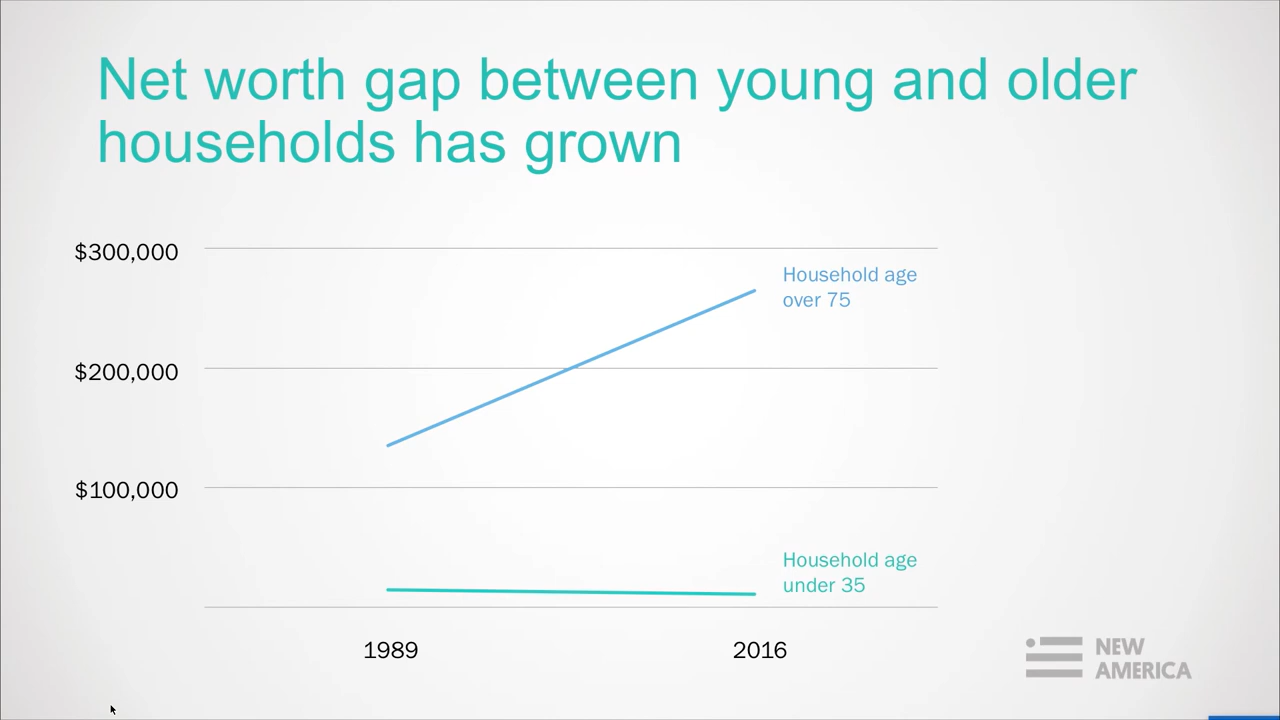 Net worth gap between young and older
households has grown
$300,000
Household age
over 75
$200,000
$100,000
Household age
under 35
1989
2016
NEW
AMERICA